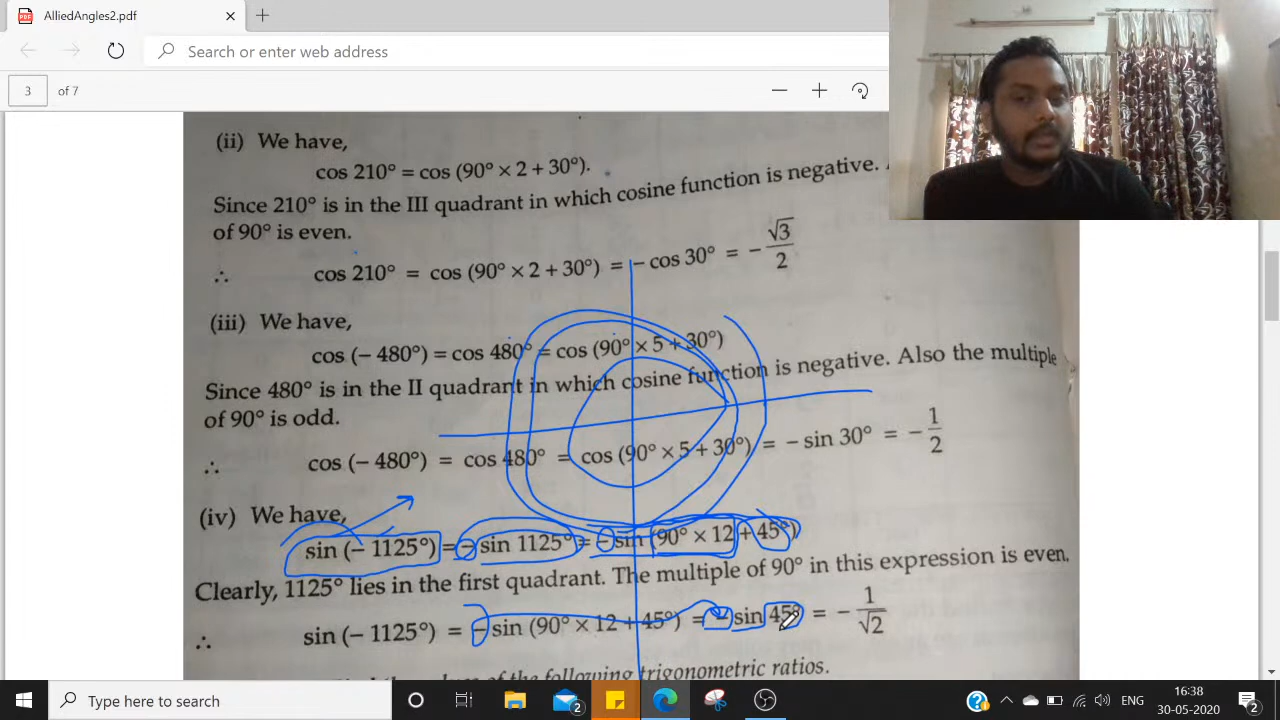 AlliedAngles2.pdf
Search or enter web address
3 of 7
(ii) We have,
cos 210° = cos (90° × 2 + 30°).
Since 210° is in the III quadrant in which cosine function is negative.
of 90° is even.
∴ cos 210° = cos (90° × 2 + 30°) = − cos 30° = − √3/2
(iii) We have,
cos (− 480°) = cos 480° = cos (90° × 5 + 30°)
Since 480° is in the II quadrant in which cosine function is negative. Also the multiple
of 90° is odd.
∴ cos (− 480°) = cos 480° = cos (90° × 5 + 30°) = − sin 30° = − 1/2
(iv) We have,
sin (− 1125°) = − sin 1125° = − sin (90° × 12 + 45°)
Clearly, 1125° lies in the first quadrant. The multiple of 90° in this expression is even.
∴ sin (− 1125°) = − sin (90° × 12 + 45°) = − sin 45° = − 1/√2
of the following trigonometric ratios.
Type here to search
2
ENG
16:38
30-05-2020
2